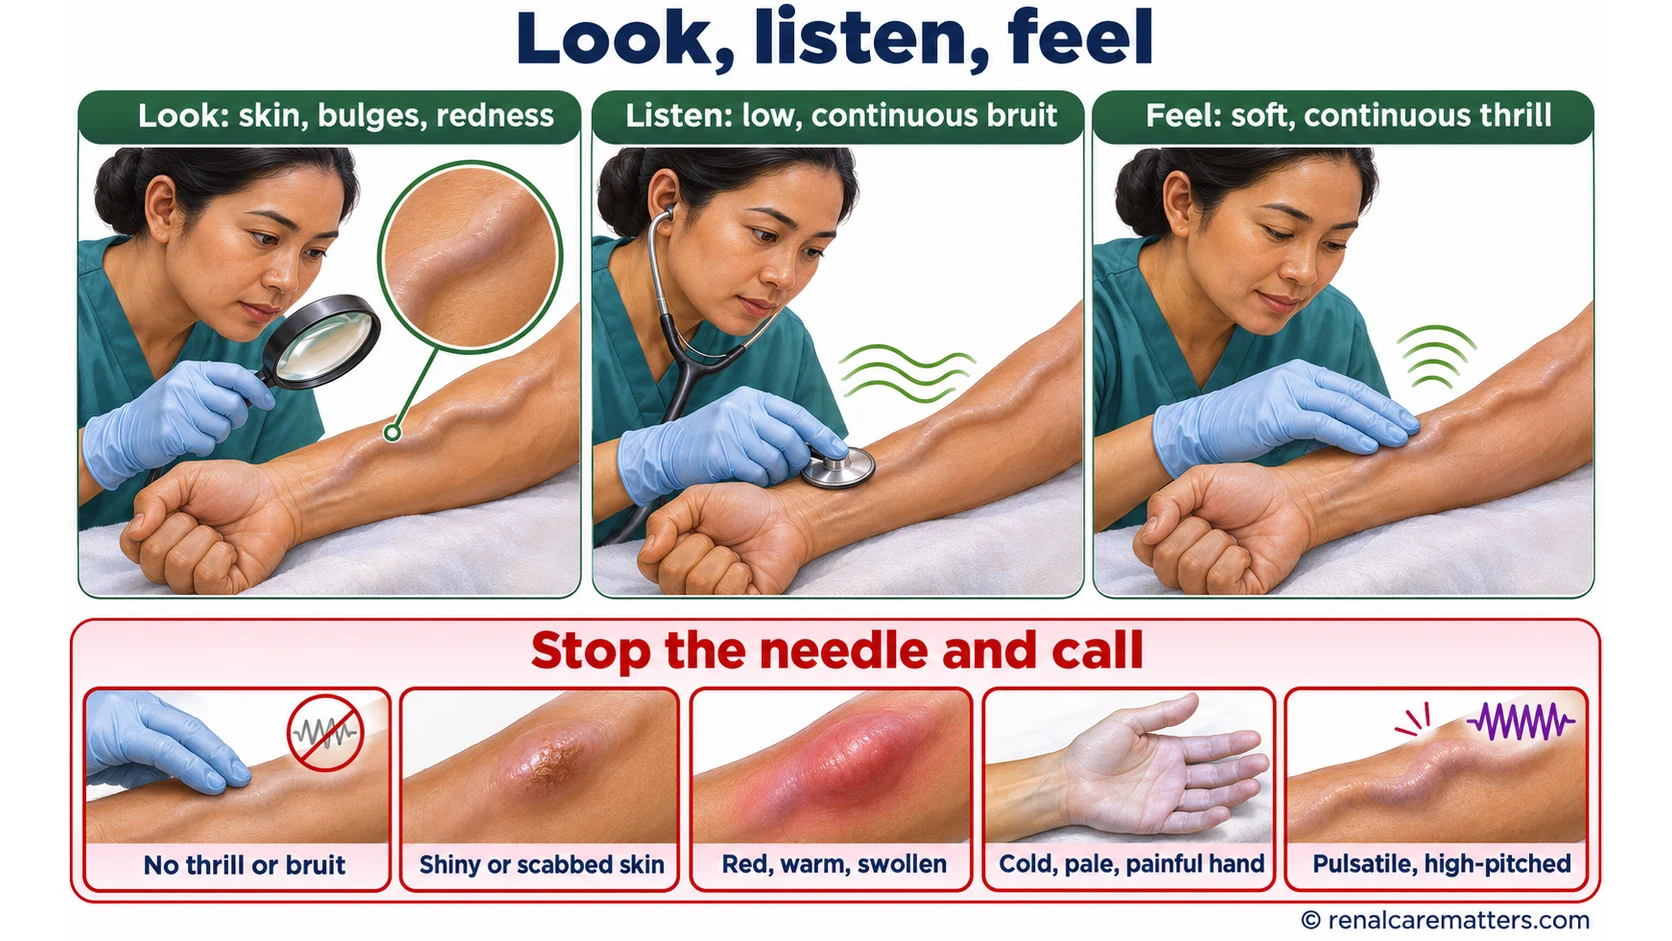 Look, listen, feel
Look: skin, bulges, redness
Listen: low, continuous bruit
Feel: soft, continuous thrill
Stop the needle and call
No thrill or bruit
Shiny or scabbed skin
Red, warm, swollen
Cold, pale, painful hand
Pulsatile, high-pitched
© renalcarematters.com